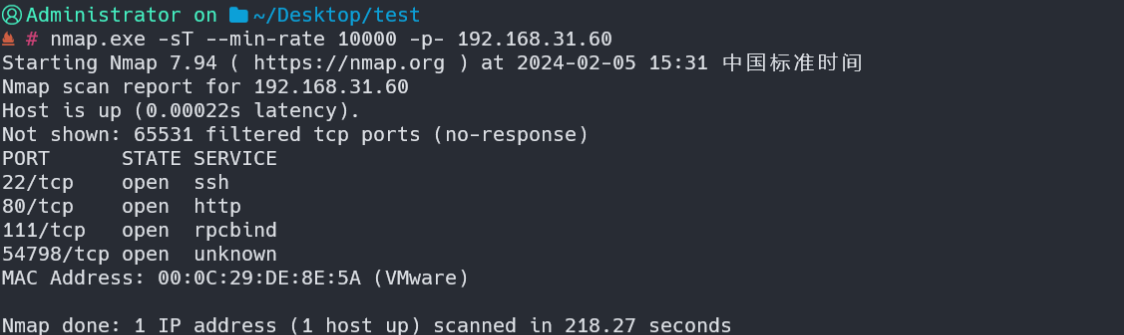 Administrator on ~/Desktop/test
# nmap.exe -sT --min-rate 10000 -p- 192.168.31.60
Starting Nmap 7.94 ( https://nmap.org ) at 2024-02-05 15:31 中国标准时间
Nmap scan report for 192.168.31.60
Host is up (0.00022s latency).
Not shown: 65531 filtered tcp ports (no-response)
PORT      STATE SERVICE
22/tcp    open  ssh
80/tcp    open  http
111/tcp   open  rpcbind
54798/tcp open  unknown
MAC Address: 00:0C:29:DE:8E:5A (VMware)
Nmap done: 1 IP address (1 host up) scanned in 218.27 seconds